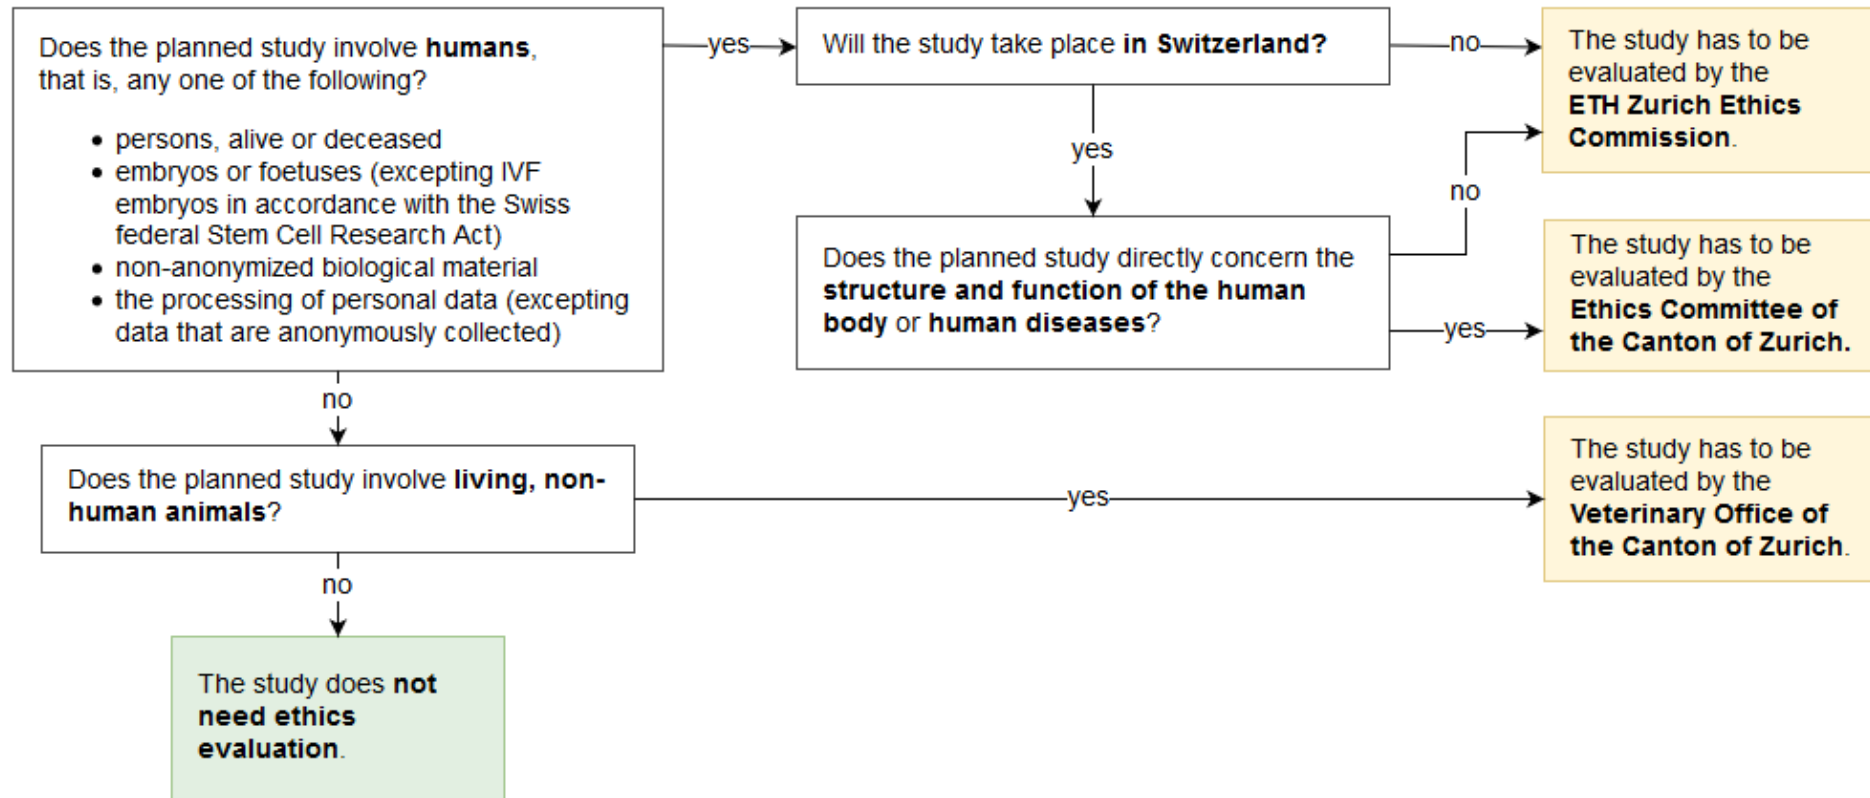 Does the planned study involve humans,
that is, any one of the following?
• persons, alive or deceased
• embryos or foetuses (excepting IVF
embryos in accordance with the Swiss
federal Stem Cell Research Act)
• non-anonymized biological material
• the processing of personal data (excepting
data that are anonymously collected)
yes
Will the study take place in Switzerland?
no
The study has to be
evaluated by the
ETH Zurich Ethics
Commission.
yes
no
Does the planned study directly concern the
structure and function of the human
body or human diseases?
yes
The study has to be
evaluated by the
Ethics Committee of
the Canton of Zurich.
no
Does the planned study involve living, non-
human animals?
yes
The study has to be
evaluated by the
Veterinary Office of
the Canton of Zurich.
no
The study does not
need ethics
evaluation.